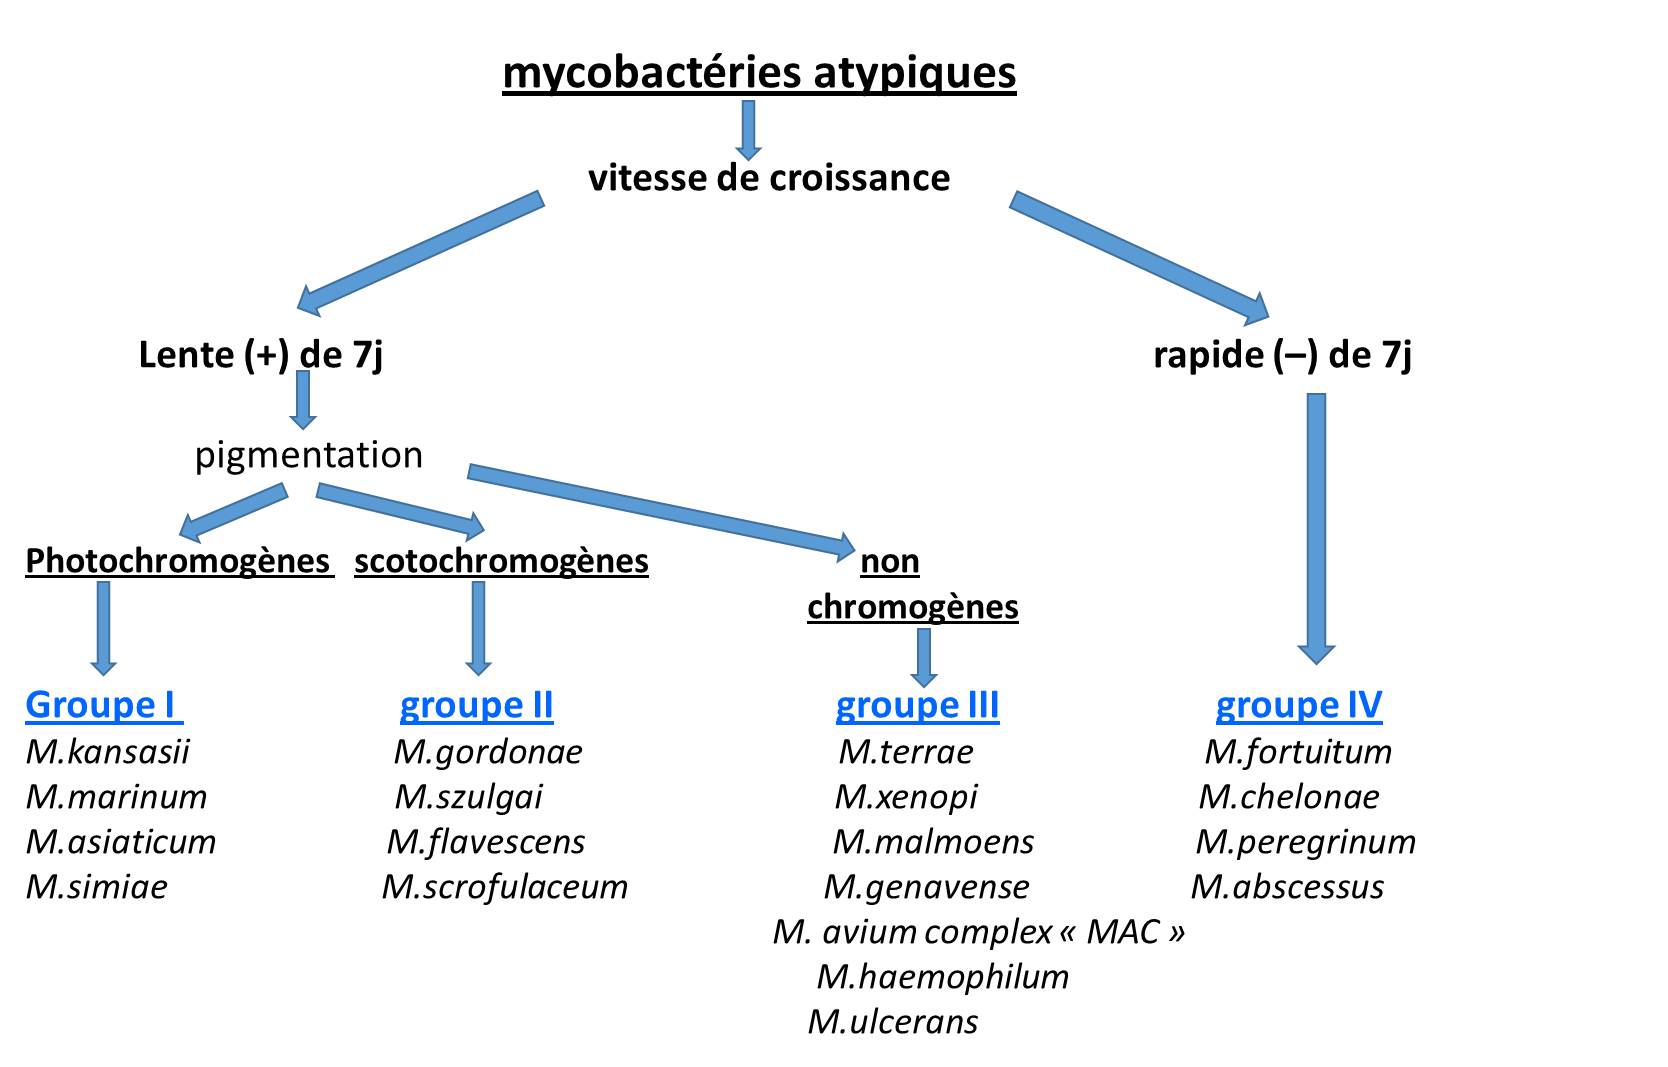 mycobactéries atypiques
vitesse de croissance
Lente (+) de 7j rapide (–) de 7j
pigmentation
Photochromogènes scotochromogènes non
chromogènes
Groupe I groupe II groupe III groupe IV
M.kansasii M.gordonae M.terrae M.fortuitum
M.marinum M.szulgai M.xenopi M.chelonae
M.asiaticum M.flavescens M.malmoens M.peregrinum
M.simiae M.scrofulaceum M.genavense M.abscessus
M. avium complex « MAC »
M.haemophilum
M.ulcerans